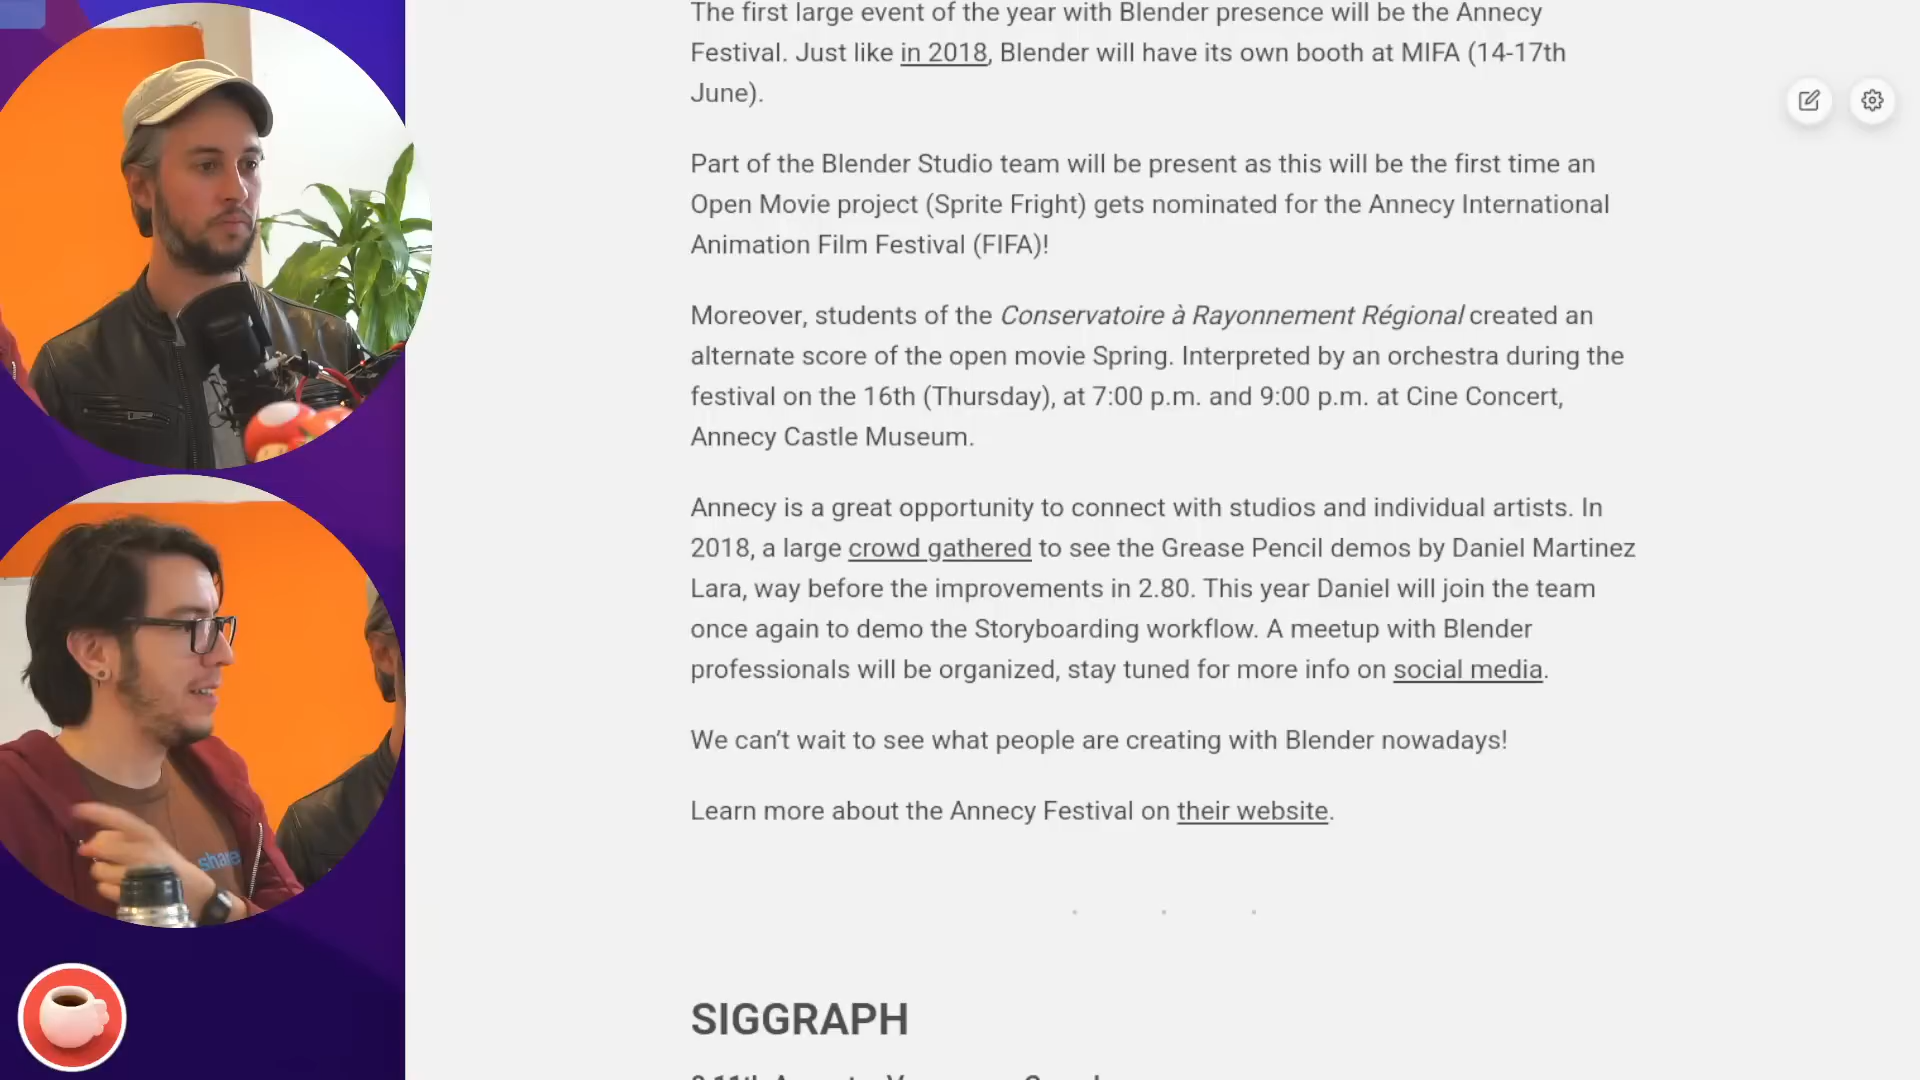 The first large event of the year with Blender presence will be the Annecy
Festival. Just like in 2018, Blender will have its own booth at MIFA (14-17th
June).
Part of the Blender Studio team will be present as this will be the first time an
Open Movie project (Sprite Fright) gets nominated for the Annecy International
Animation Film Festival (FIFA)!
Moreover, students of the Conservatoire à Rayonnement Régional created an
alternate score of the open movie Spring. Interpreted by an orchestra during the
festival on the 16th (Thursday), at 7:00 p.m. and 9:00 p.m. at Cine Concert,
Annecy Castle Museum.
Annecy is a great opportunity to connect with studios and individual artists. In
2018, a large crowd gathered to see the Grease Pencil demos by Daniel Martinez
Lara, way before the improvements in 2.80. This year Daniel will join the team
once again to demo the Storyboarding workflow. A meetup with Blender
professionals will be organized, stay tuned for more info on social media.
We can’t wait to see what people are creating with Blender nowadays!
Learn more about the Annecy Festival on their website.
share
SIGGRAPH